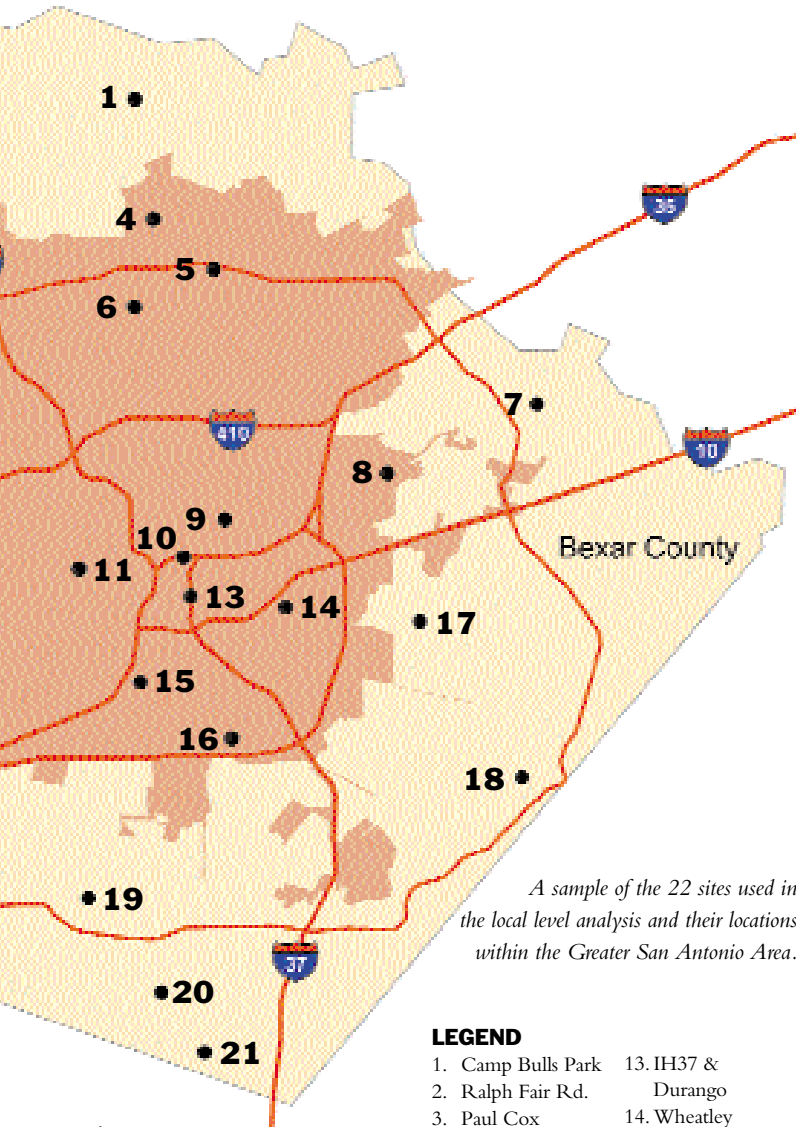 1
4
5
6
35
7
410
10
8
9
10
Bexar County
11
13
14
17
15
16
18
19
A sample of the 22 sites used in
the local level analysis and their locations
within the Greater San Antonio Area.
37
20
21
LEGEND
1. Camp Bulls Park
2. Ralph Fair Rd.
3. Paul Cox
13. IH37 &
Durango
14. Wheatley